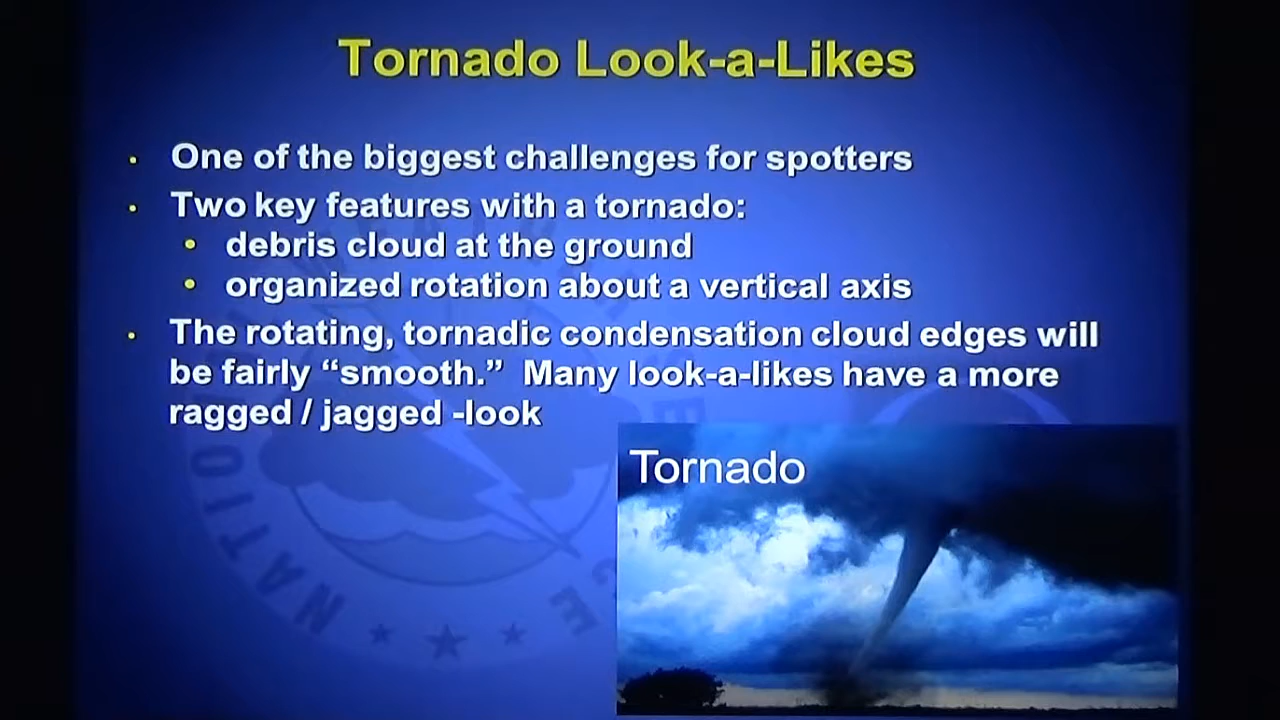 Tornado Look-a-Likes
• One of the biggest challenges for spotters
• Two key features with a tornado:
• debris cloud at the ground
• organized rotation about a vertical axis
• The rotating, tornadic condensation cloud edges will
be fairly “smooth.” Many look-a-likes have a more
ragged / jagged -look
Tornado
NATIO